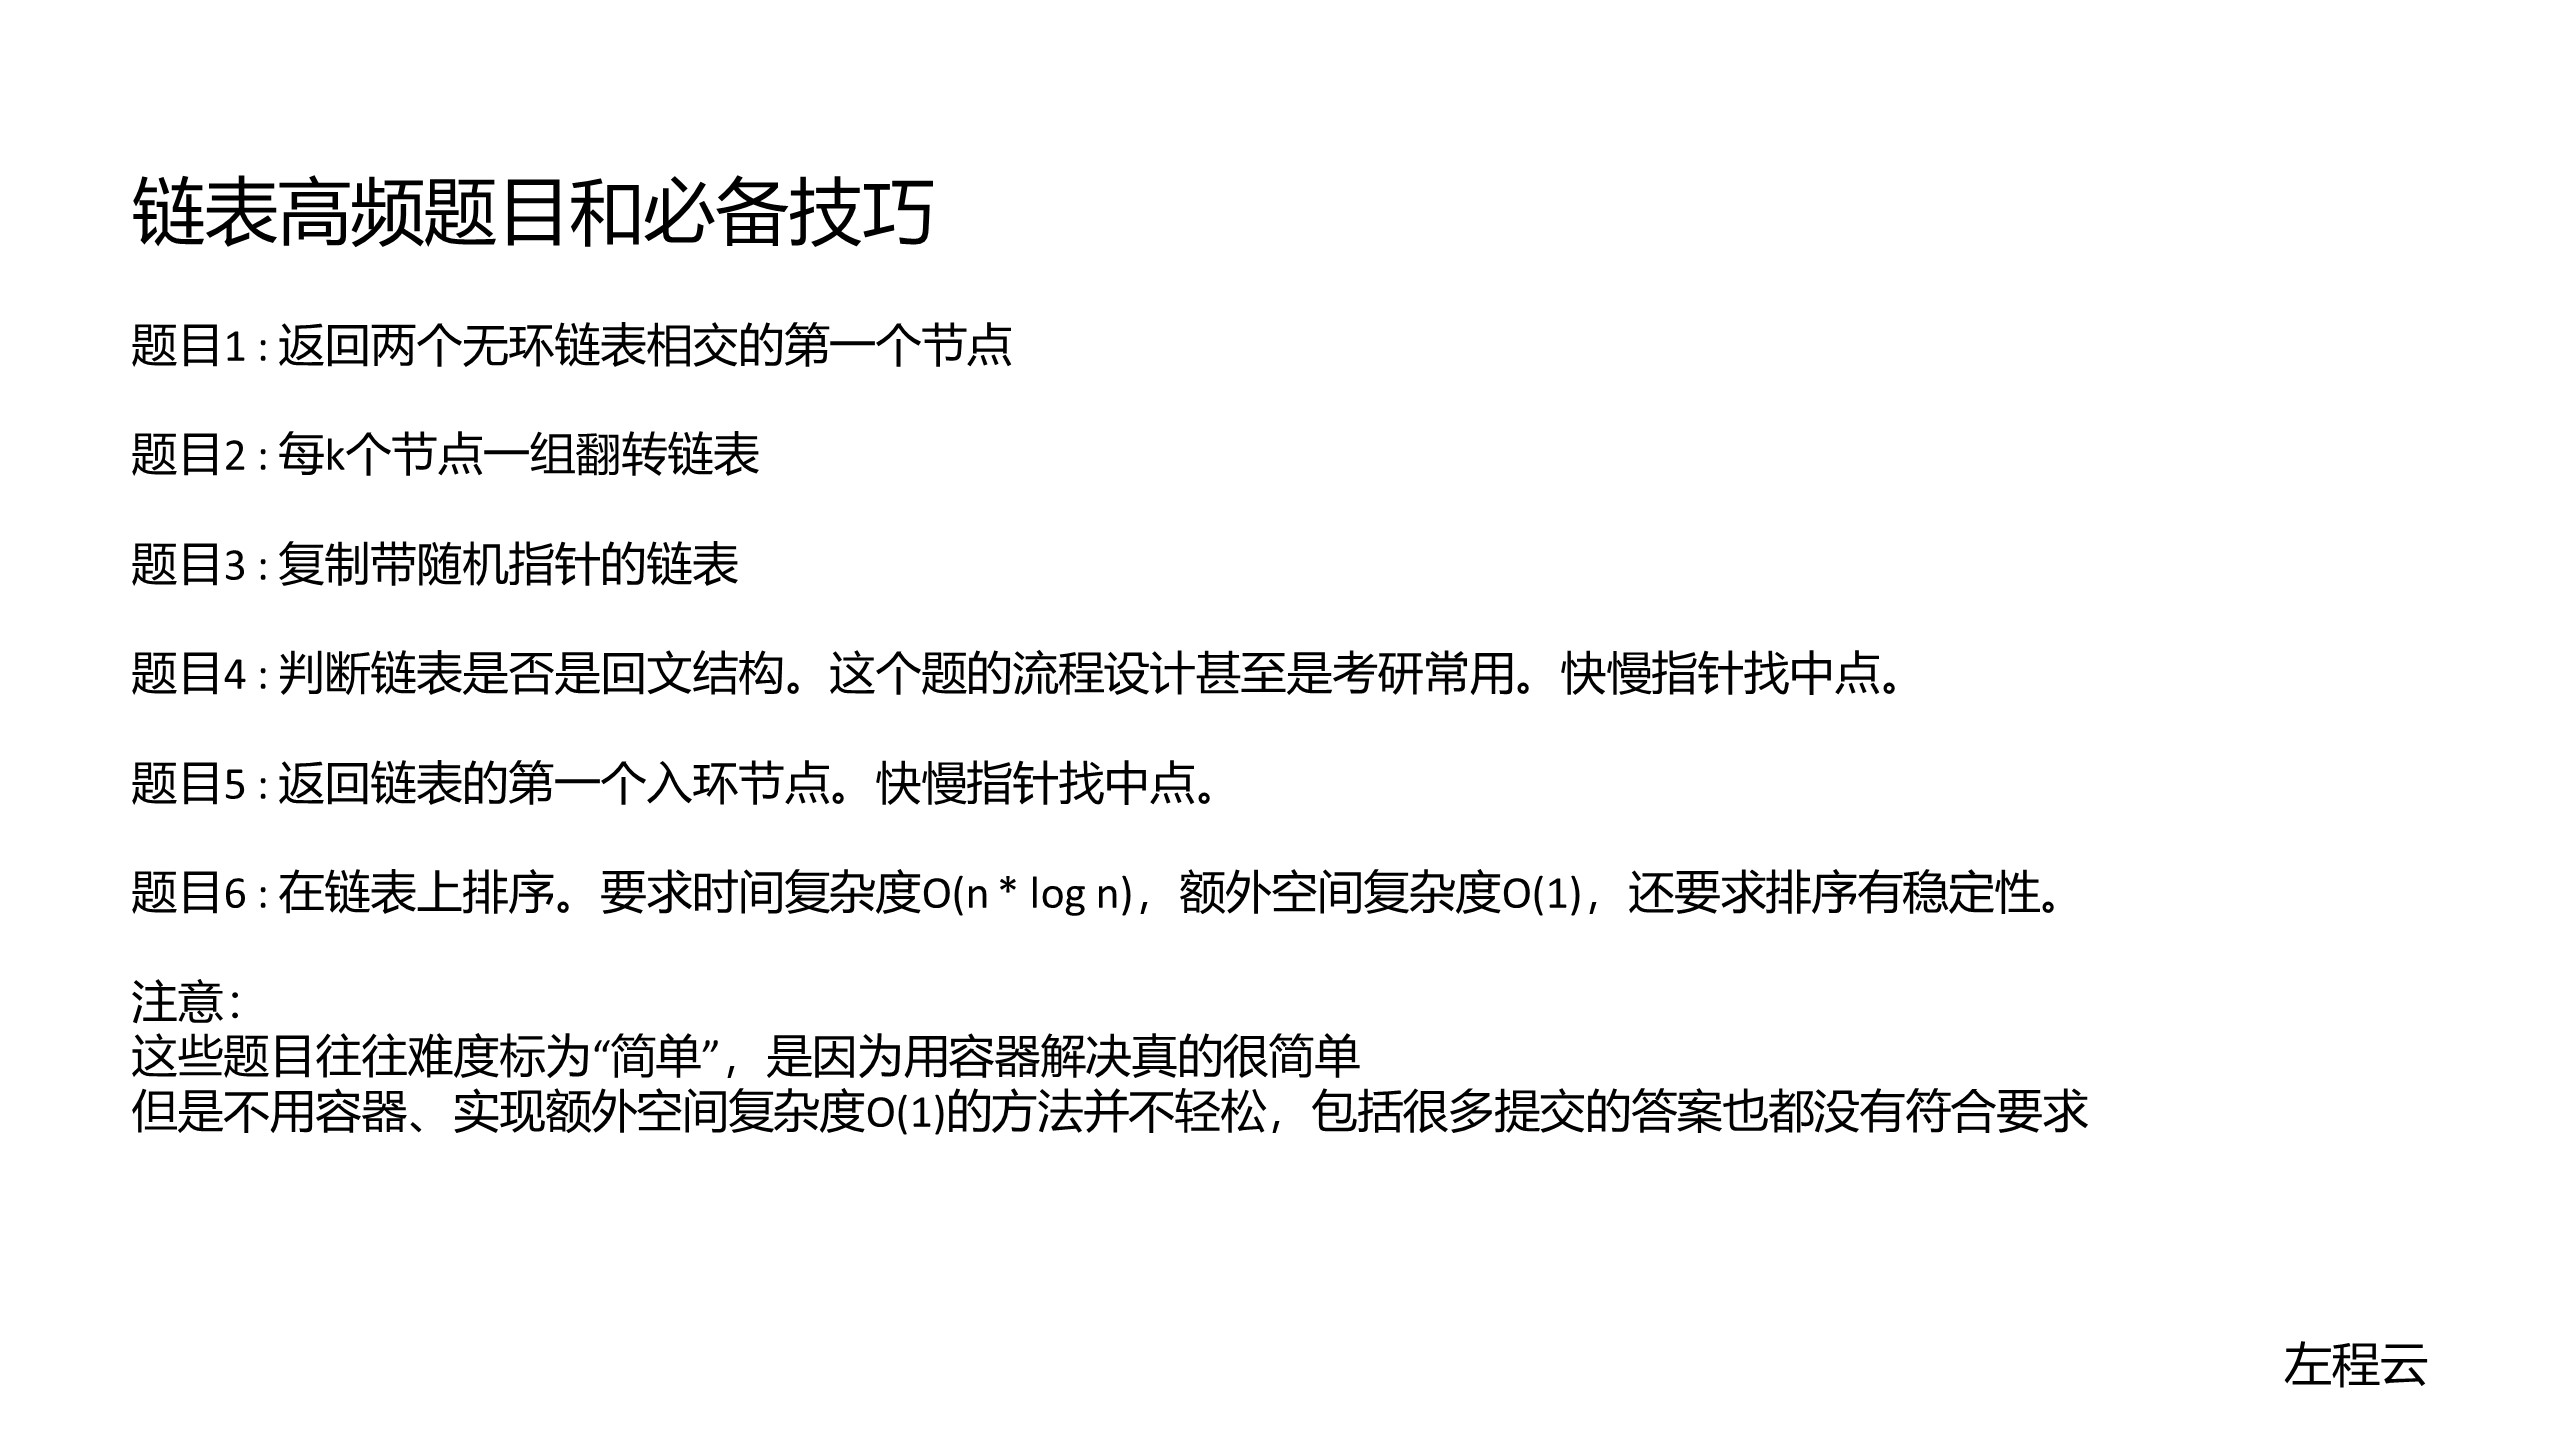 链表高频题目和必备技巧
题目1 : 返回两个无环链表相交的第一个节点
题目2 : 每k个节点一组翻转链表
题目3 : 复制带随机指针的链表
题目4 : 判断链表是否是回文结构。这个题的流程设计甚至是考研常用。快慢指针找中点。
题目5 : 返回链表的第一个入环节点。快慢指针找中点。
题目6 : 在链表上排序。要求时间复杂度O(n * log n)，额外空间复杂度O(1)，还要求排序有稳定性。
注意：
这些题目往往难度标为“简单”，是因为用容器解决真的很简单
但是不用容器、实现额外空间复杂度O(1)的方法并不轻松，包括很多提交的答案也都没有符合要求
左程云